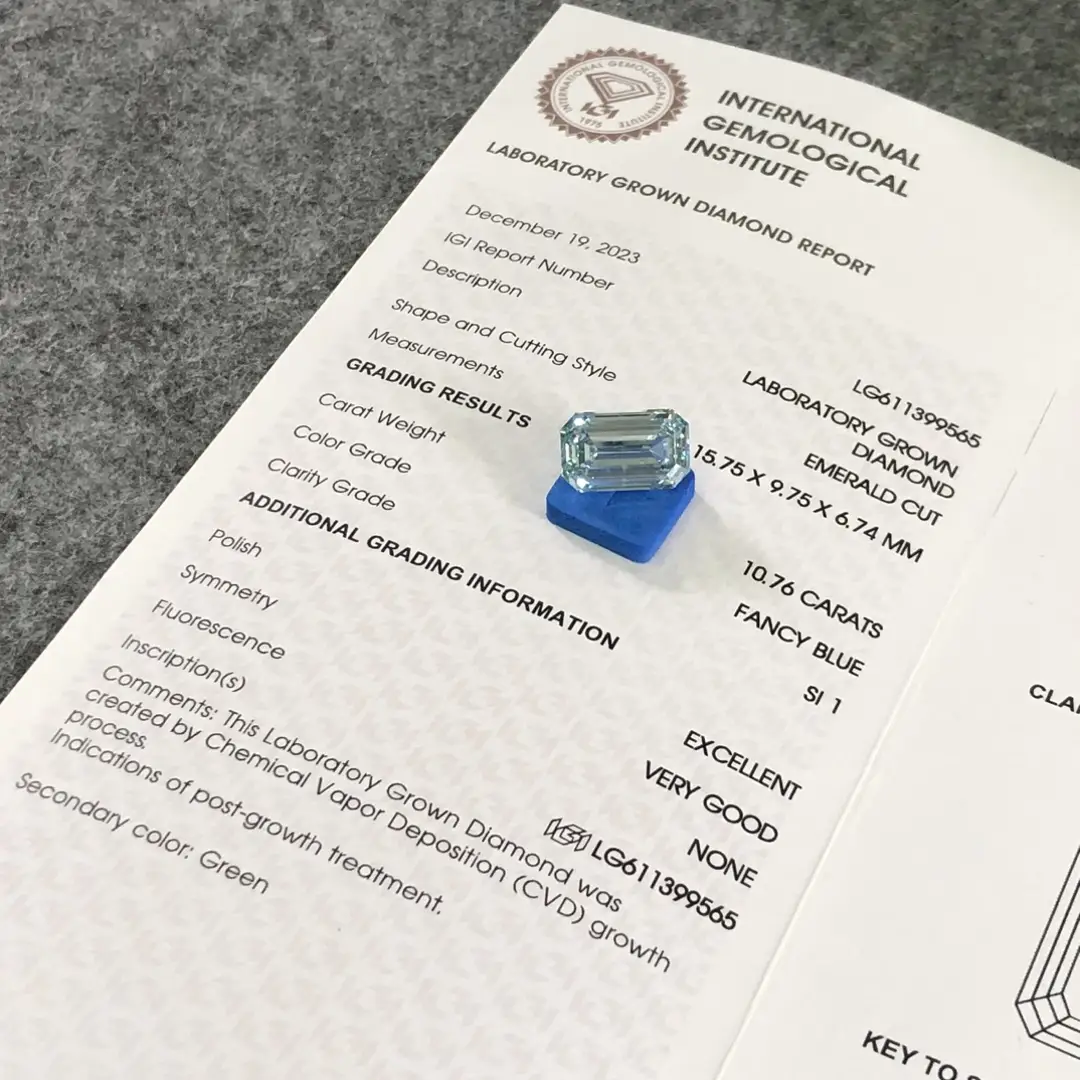 INTERNATIONAL GEMOLOGICAL INSTITUTE
IGI
1975
INTERNATIONAL
GEMOLOGICAL
INSTITUTE
LABORATORY GROWN DIAMOND REPORT
December 19, 2023
IGI Report Number LG611399565
Description LABORATORY GROWN
DIAMOND
Shape and Cutting Style EMERALD CUT
Measurements 15.75 X 9.75 X 6.74 MM
GRADING RESULTS
Carat Weight 10.76 CARATS
Color Grade FANCY BLUE
Clarity Grade SI 1
ADDITIONAL GRADING INFORMATION
Polish EXCELLENT
Symmetry VERY GOOD
Fluorescence NONE
Inscription(s) IGI LG611399565
Comments: This Laboratory Grown Diamond was
created by Chemical Vapor Deposition (CVD) growth
process.
Indications of post-growth treatment.
Secondary color: Green
KEY TO